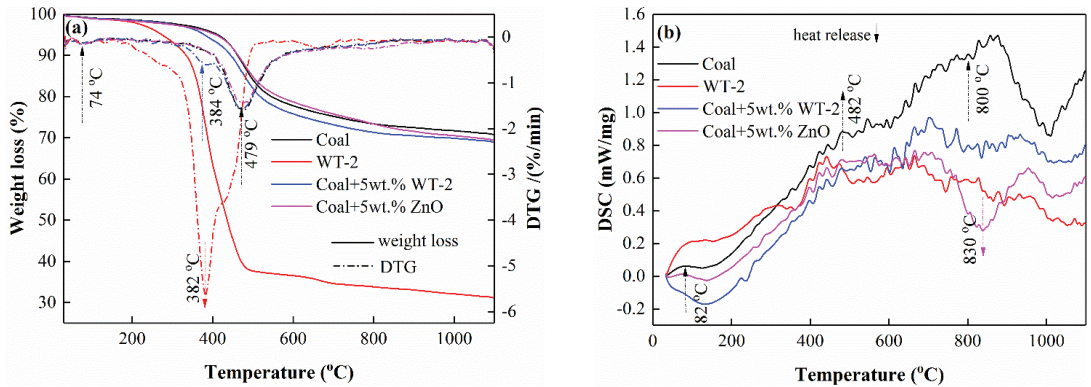 (a)
Weight loss (%)
100
90
80
70
60
50
40
30
74 °C
384 °C
479 °C
382 °C
Coal
WT-2
Coal+5wt.% WT-2
Coal+5wt.% ZnO
weight loss
DTG
0
-1
-2
-3
-4
-5
-6
DTG /(%/min)
200 400 600 800 1000
Temperature (°C)
(b)
DSC (mW/mg)
1.6
1.4
1.2
1.0
0.8
0.6
0.4
0.2
0.0
-0.2
heat release
Coal
WT-2
Coal+5wt.% WT-2
Coal+5wt.% ZnO
82 °C
482 °C
800 °C
830 °C
0 200 400 600 800 1000
Temperature (°C)